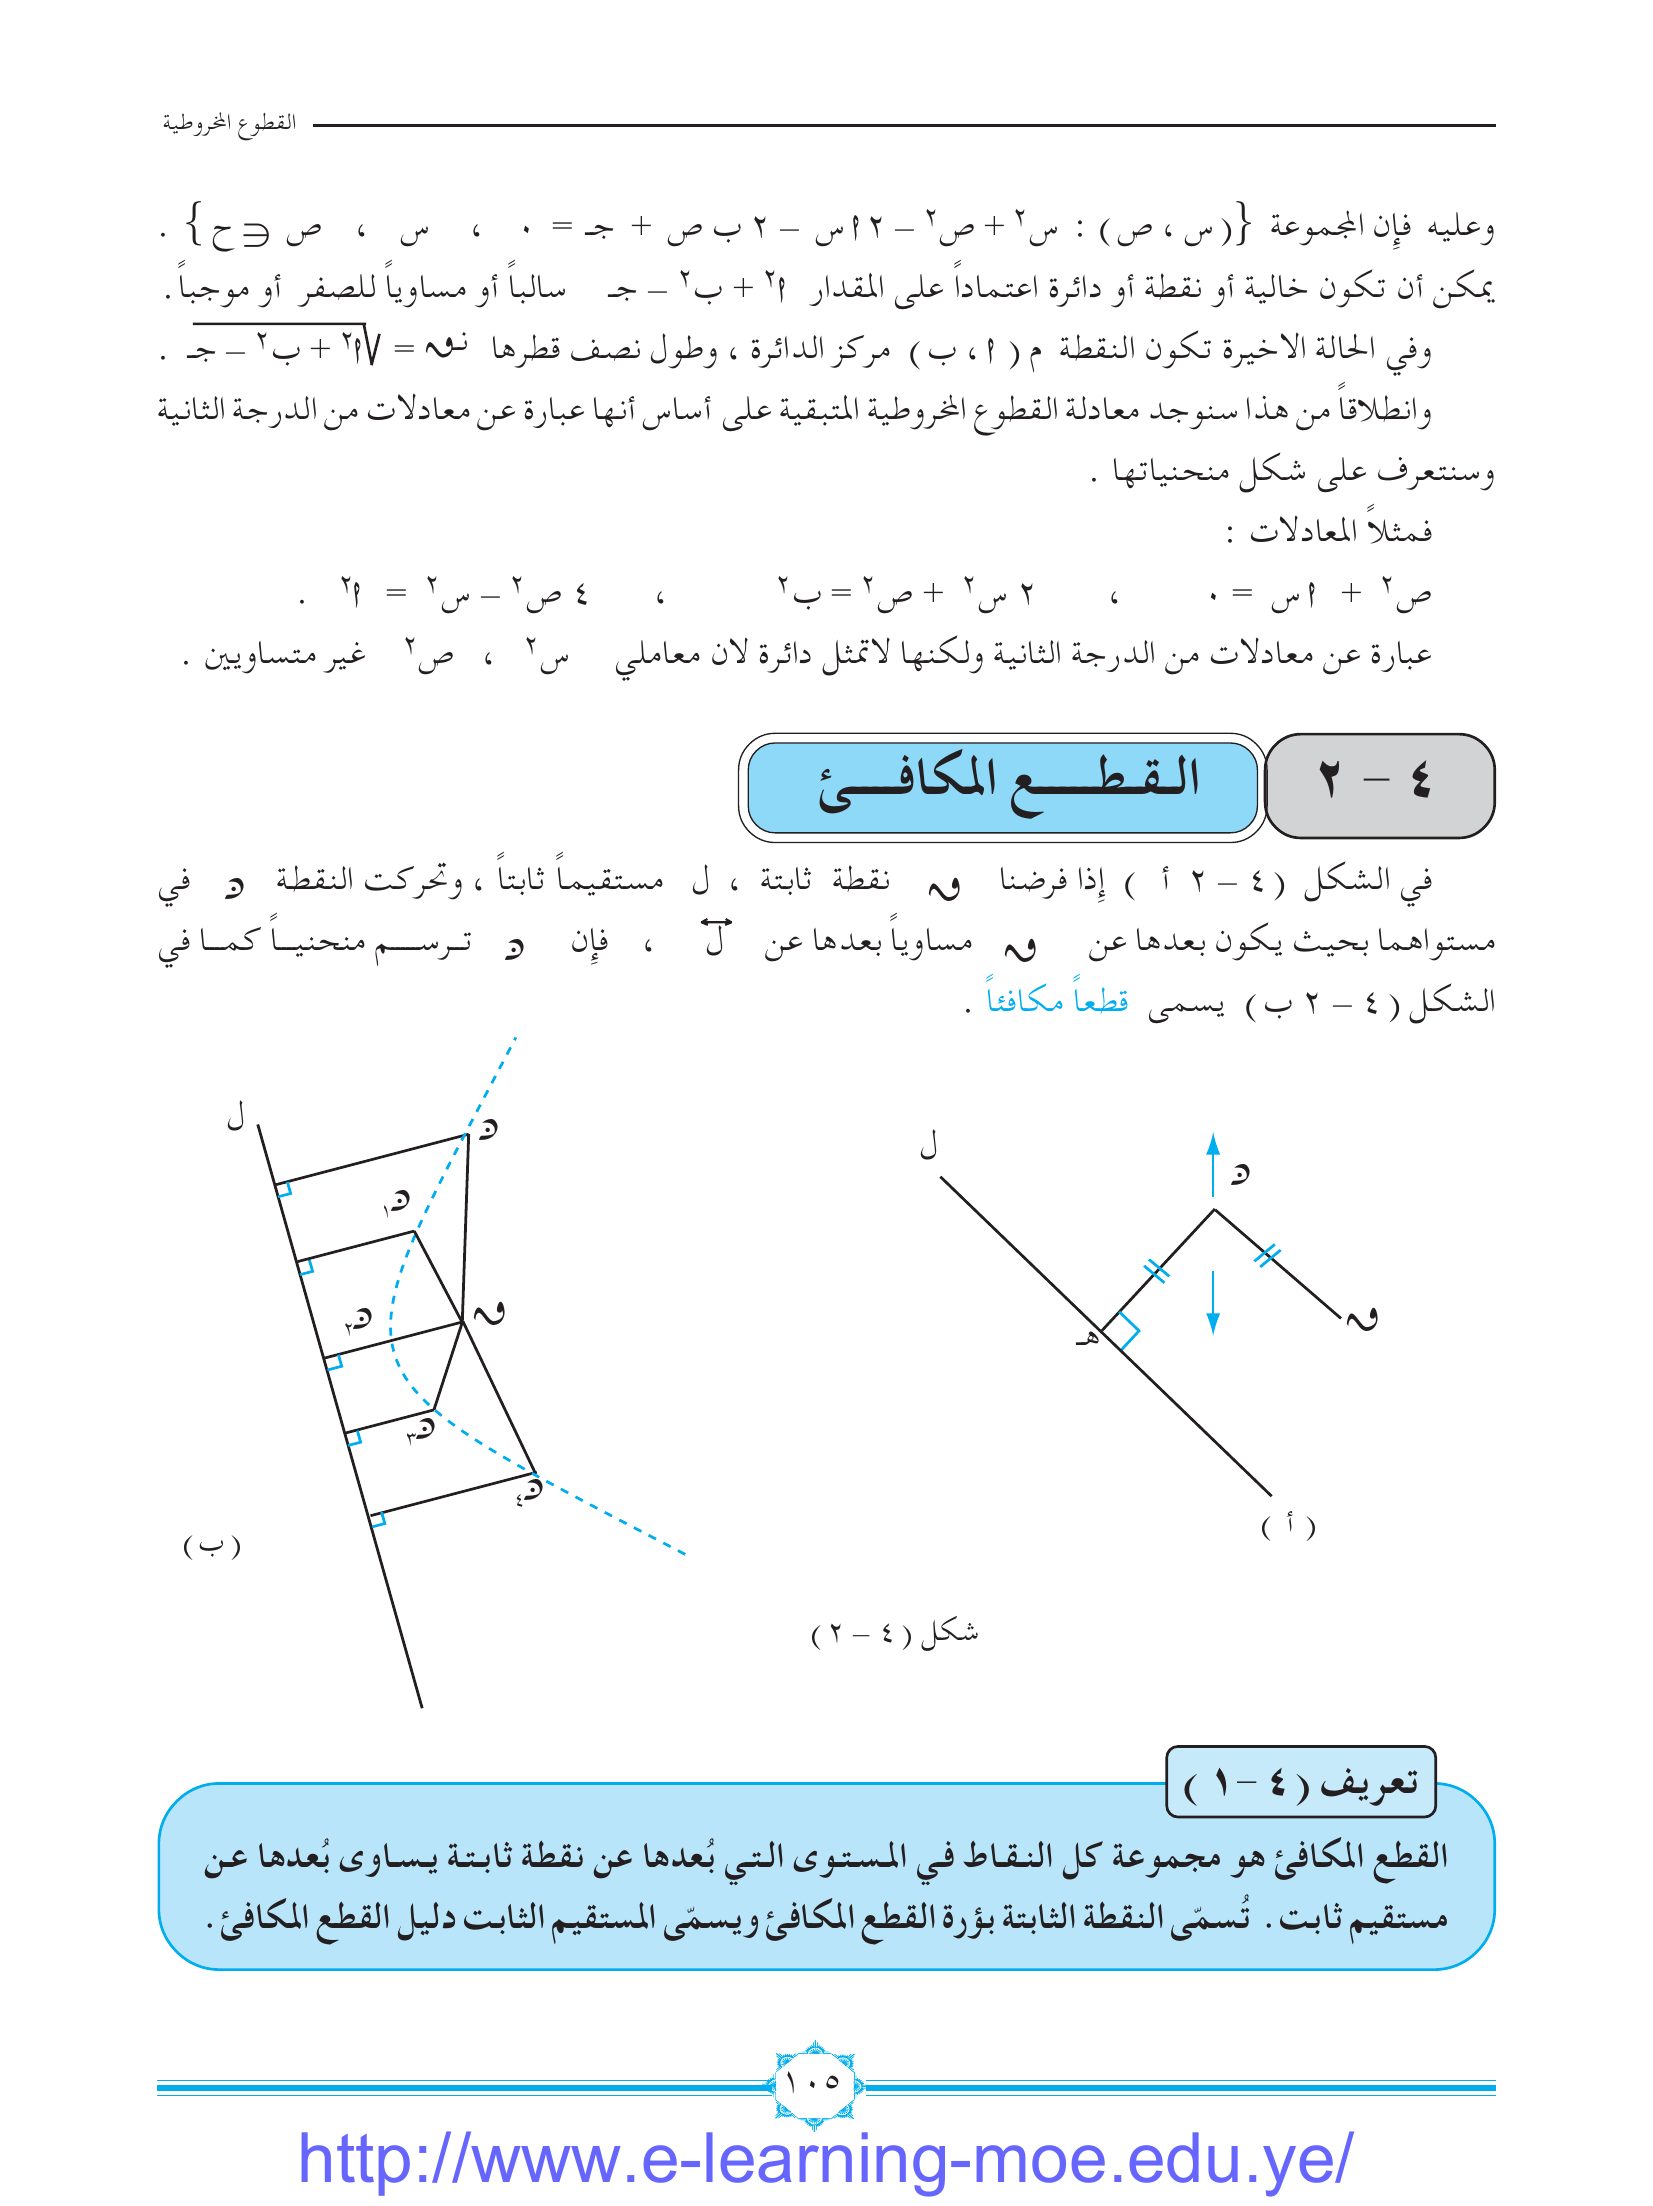 القطوع المخروطية
وعليه فإن المجموعة {(س ، ص) : س٢ + ص٢ – ٢ ا س – ٢ ب ص + جـ = ٠ ، س ، ص ∈ ح} .
يمكن أن تكون خالية أو نقطة أو دائرة اعتماداً على المقدار ا٢ + ب٢ – جـ سالباً أو مساوياً للصفر أو موجباً .
وفي الحالة الاخيرة تكون النقطة م ( ا ، ب ) مركز الدائرة ، وطول نصف قطرها نق = √ا٢ + ب٢ – جـ .
وانطلاقاً من هذا سنوجد معادلة القطوع المخروطية المتبقية على أساس أنها عبارة عن معادلات من الدرجة الثانية
وسنتعرف على شكل منحنياتها .
فمثلاً المعادلات :
ص٢ + ا س = ٠ ، ٢ س٢ + ص٢ = ب٢ ، ٤ ص٢ – س٢ = ا٢ .
عبارة عن معادلات من الدرجة الثانية ولكنها لاتمثل دائرة لان معاملي س٢ ، ص٢ غير متساويين .
٤ – ٢ القطع المكافئ
في الشكل ( ٤ – ٢ أ ) إذا فرضنا ق نقطة ثابتة ، ل مستقيماً ثابتاً ، وتحركت النقطة ن في
مستواهما بحيث يكون بعدها عن ق مساوياً بعدها عن ل ، فإن ن ترسم منحنياً كما في
الشكل ( ٤ – ٢ ب ) يسمى قطعاً مكافئاً .
ل
ن
ق
هـ
( أ )
ل
ن
ن١
ن٢
ق
ن٣
ن٤
( ب )
شكل ( ٤ – ٢ )
تعريف ( ٤ – ١ )
القطع المكافئ هو مجموعة كل النقاط في المستوى التي بُعدها عن نقطة ثابتة يساوى بُعدها عن
مستقيم ثابت . تُسمّى النقطة الثابتة بؤرة القطع المكافئ ويسمّى المستقيم الثابت دليل القطع المكافئ .
١٠٥
http://www.e-learning-moe.edu.ye/